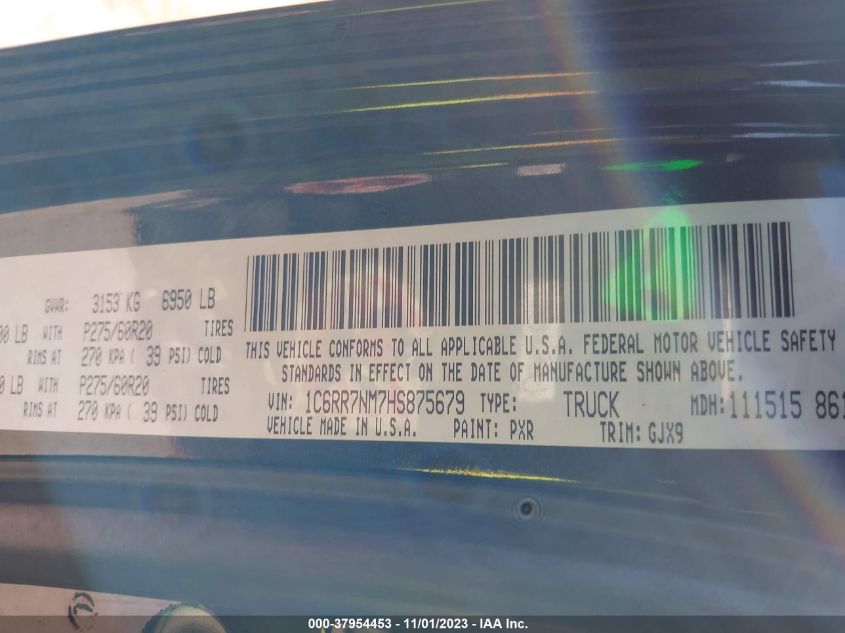 GVWR: 3153 KG 6950 LB
00 LB WITH P275/60R20 TIRES
RIMS AT 270 KPA ( 39 PSI) COLD
0 LB WITH P275/60R20 TIRES
RIMS AT 270 KPA ( 39 PSI) COLD
THIS VEHICLE CONFORMS TO ALL APPLICABLE U.S.A. FEDERAL MOTOR VEHICLE SAFETY
STANDARDS IN EFFECT ON THE DATE OF MANUFACTURE SHOWN ABOVE.
VIN: 1C6RR7NM7HS875679 TYPE: TRUCK MDH: 111515 861
VEHICLE MADE IN U.S.A. PAINT: PXR TRIM: GJX9
000-37954453 - 11/01/2023 - IAA Inc.